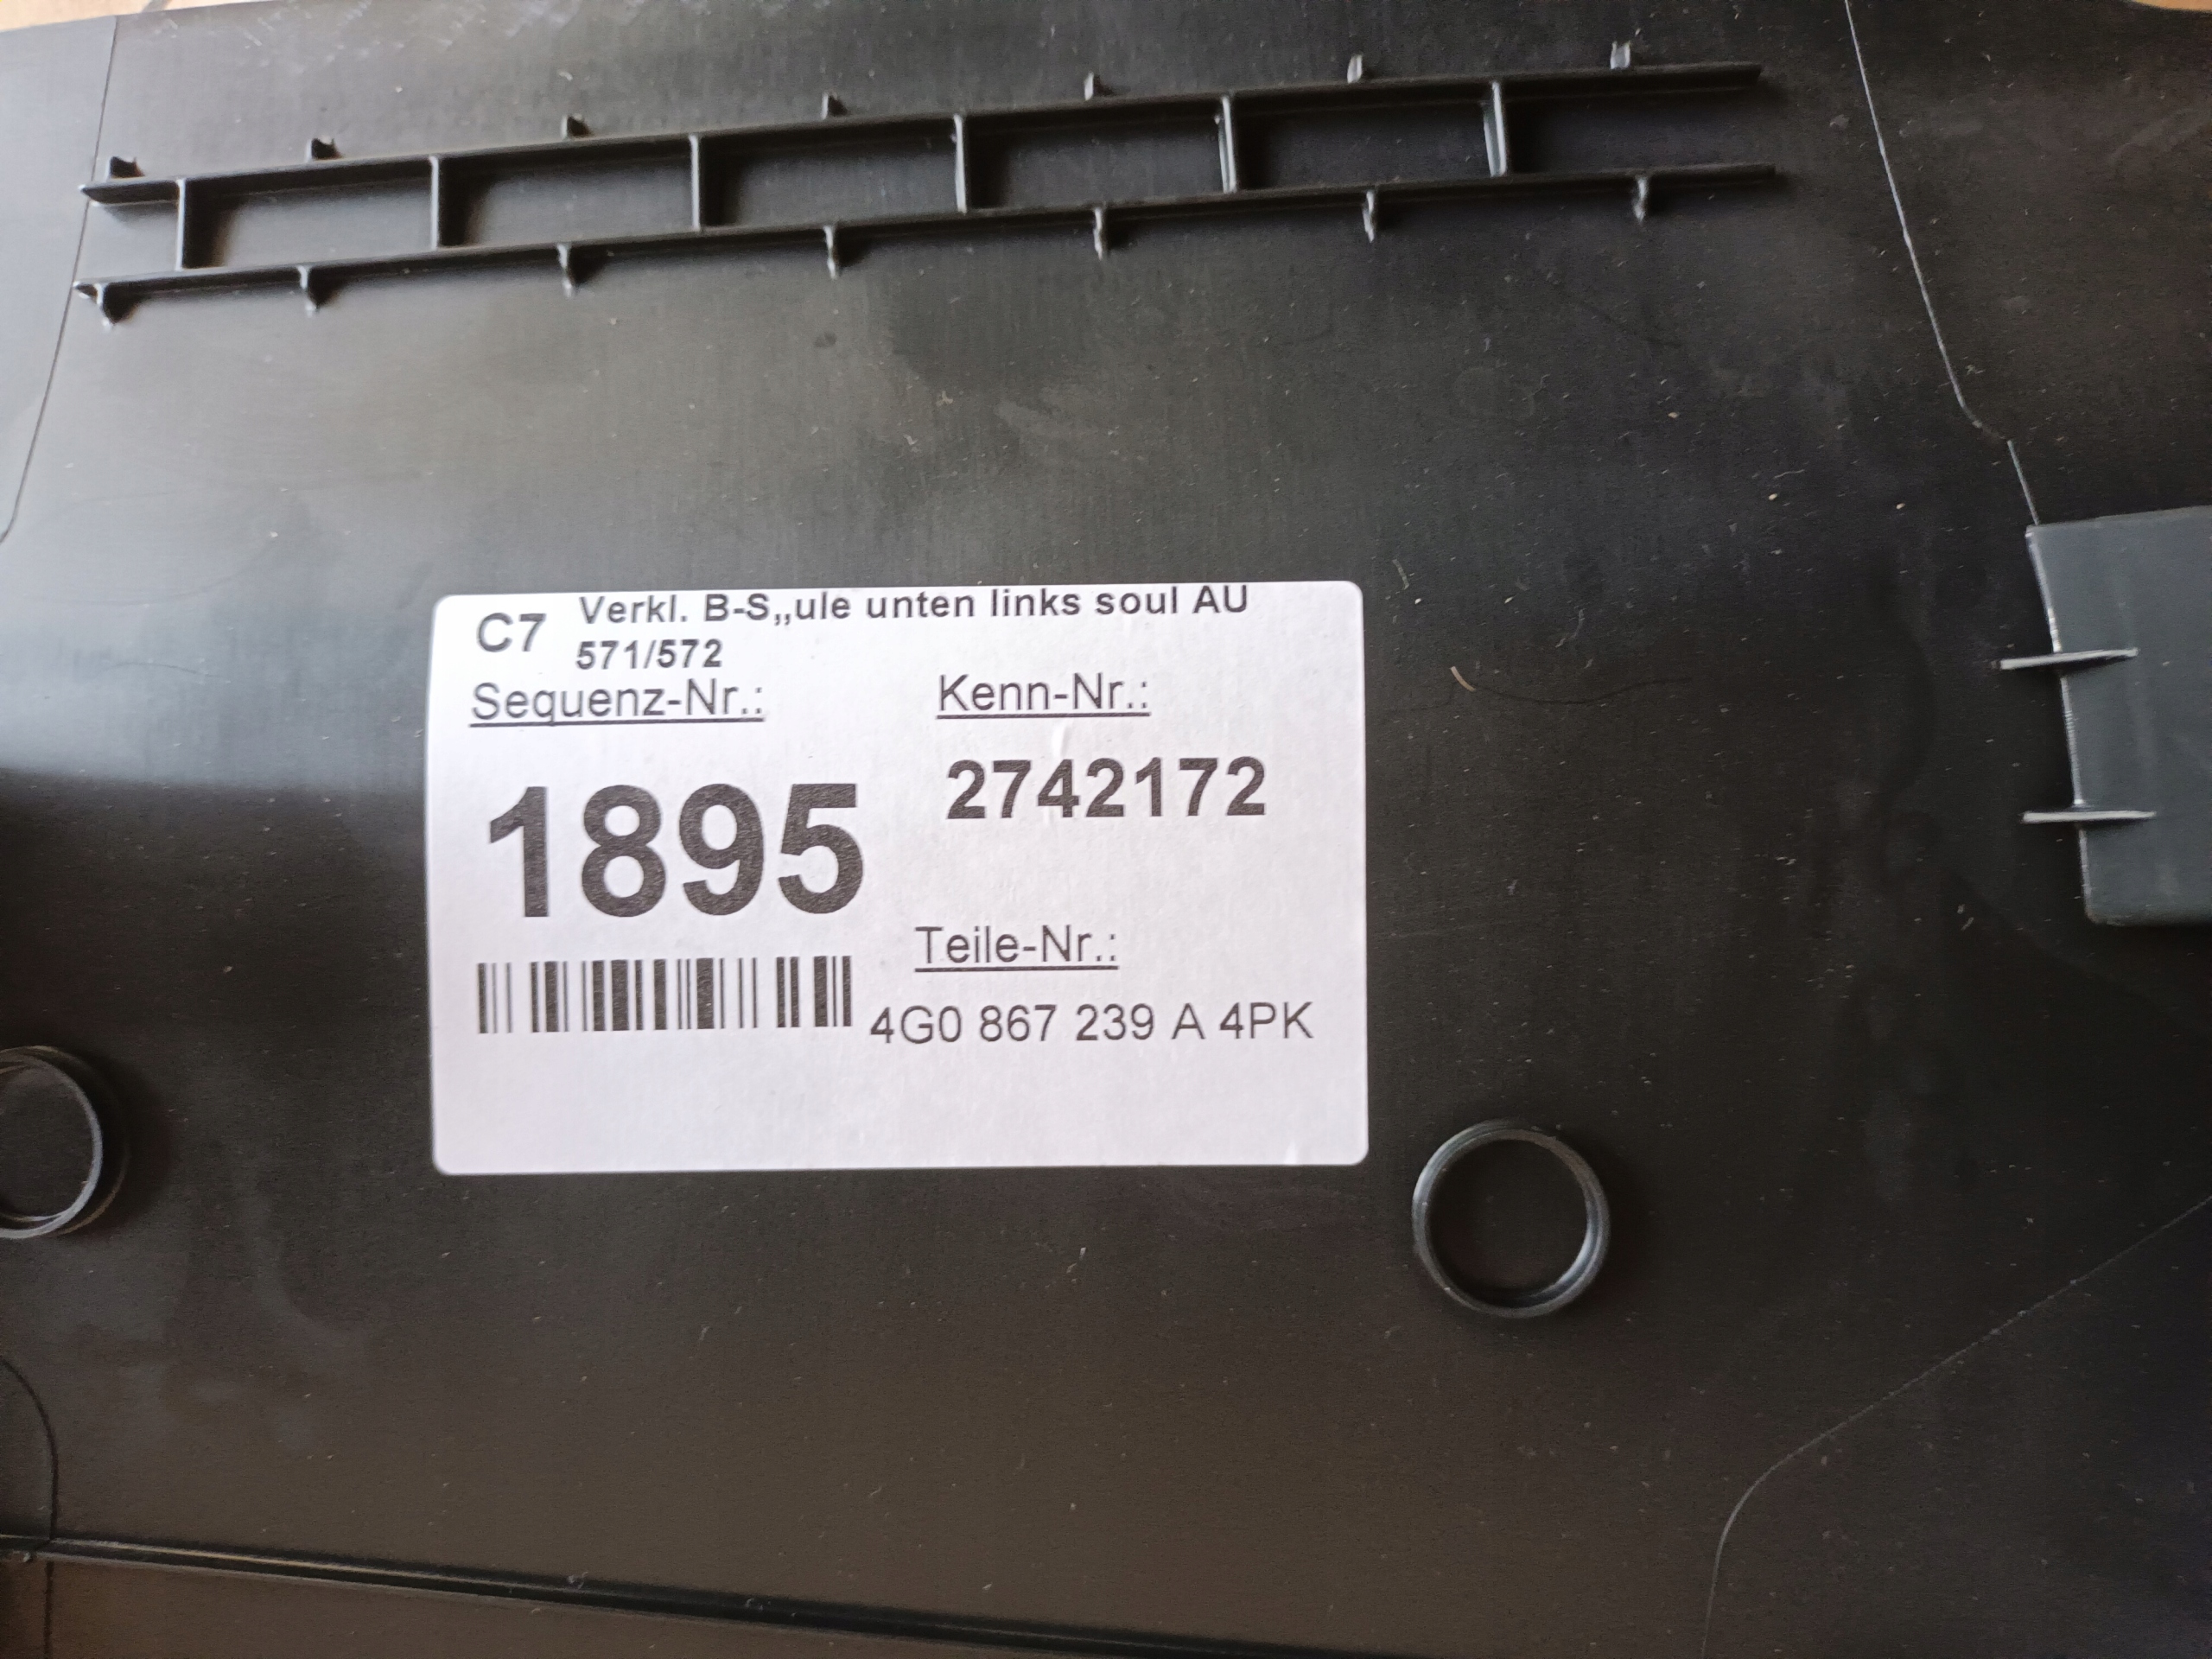 C7 Verkl. B-S„ule unten links soul AU
571/572
Sequenz-Nr.: Kenn-Nr.:
1895 2742172
Teile-Nr.:
4G0 867 239 A 4PK